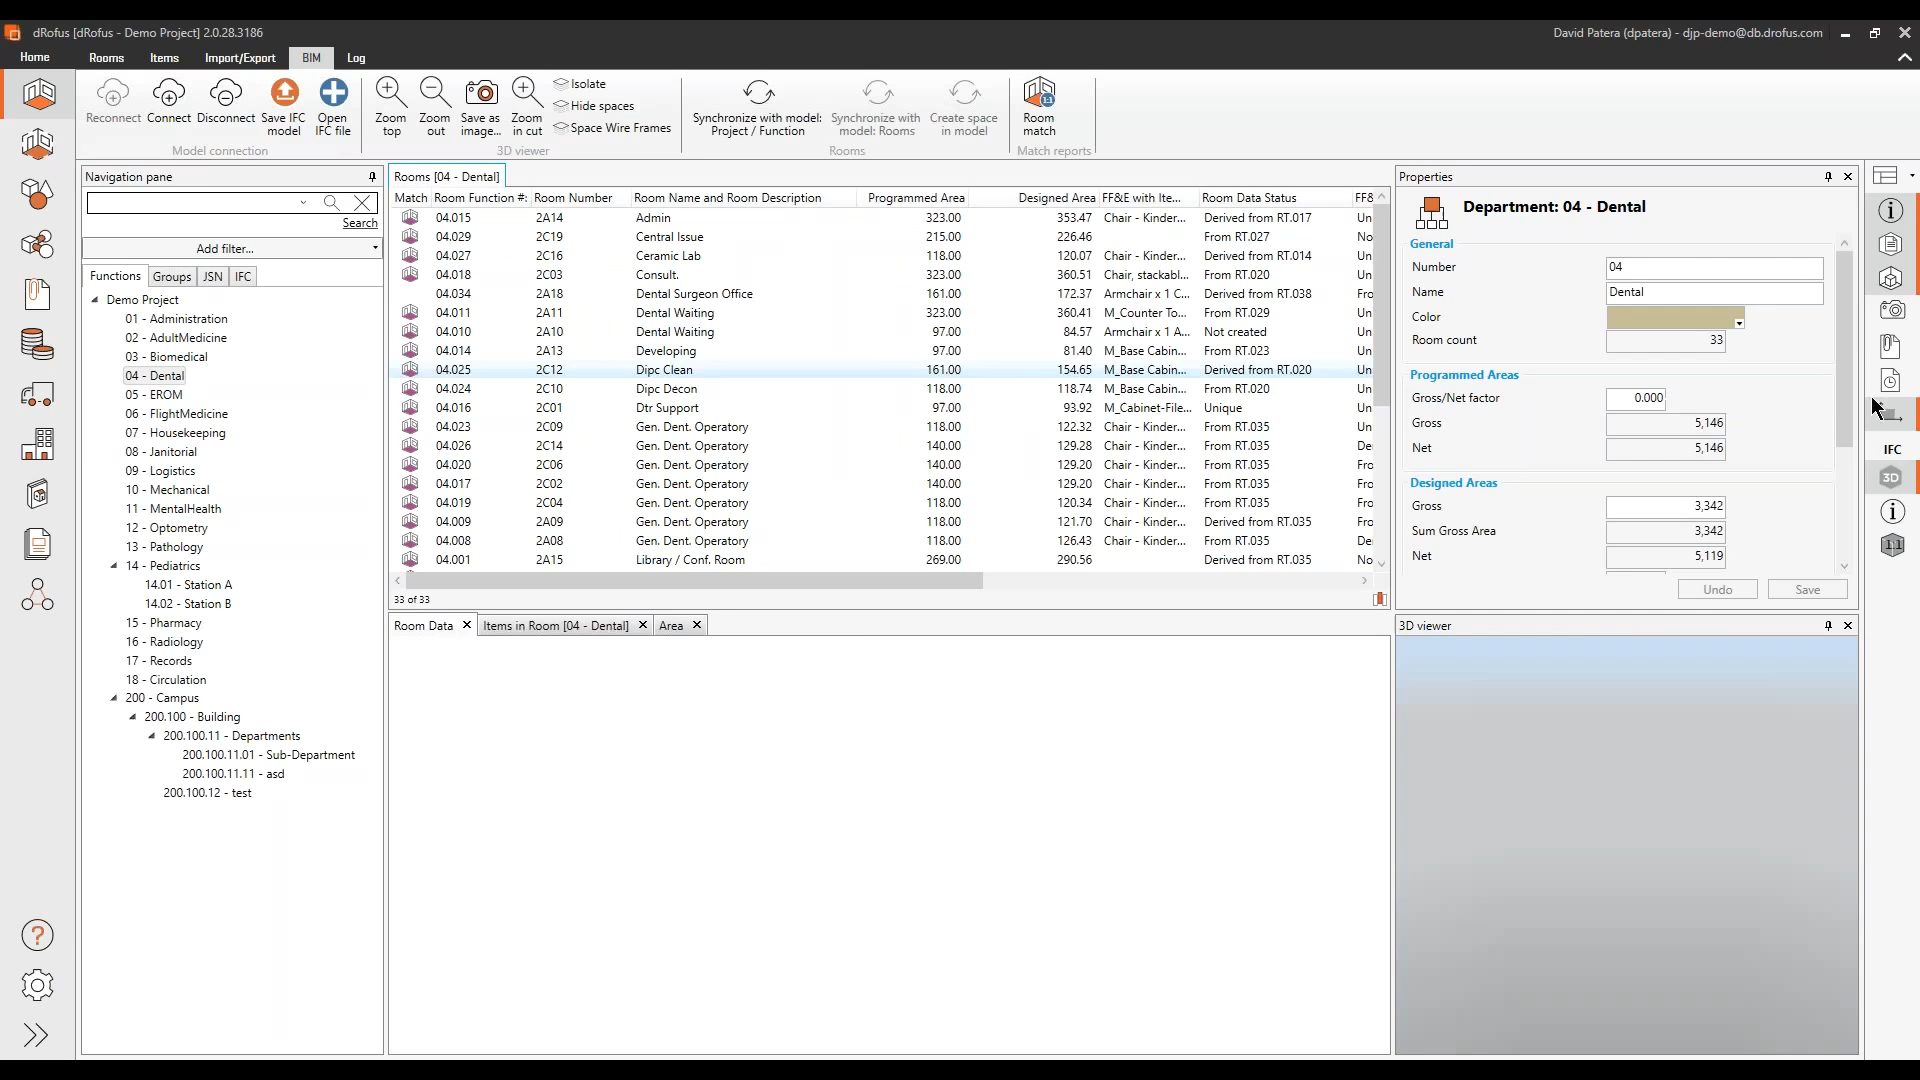 dRofus [dRofus - Demo Project] 2.0.28.3186
David Patera (dpatera) - djp-demo@db.drofus.com
Home Rooms Items Import/Export BIM Log
Reconnect Connect Disconnect Save IFC model Open IFC file
Model connection
Zoom top Zoom out Save as image... Zoom in cut
Isolate
Hide spaces
Space Wire Frames
3D viewer
Synchronize with model: Project / Function Synchronize with model: Rooms Create space in model
Rooms
Room match
Match reports
Navigation pane
Search
Add filter...
Functions Groups JSN IFC
Demo Project
01 - Administration
02 - AdultMedicine
03 - Biomedical
04 - Dental
05 - EROM
06 - FlightMedicine
07 - Housekeeping
08 - Janitorial
09 - Logistics
10 - Mechanical
11 - MentalHealth
12 - Optometry
13 - Pathology
14 - Pediatrics
14.01 - Station A
14.02 - Station B
15 - Pharmacy
16 - Radiology
17 - Records
18 - Circulation
200 - Campus
200.100 - Building
200.100.11 - Departments
200.100.11.01 - Sub-Department
200.100.11.11 - asd
200.100.12 - test
Rooms [04 - Dental]
Match Room Function #: Room Number Room Name and Room Description Programmed Area Designed Area FF&E with Ite... Room Data Status FF&
04.015 2A14 Admin 323.00 353.47 Chair - Kinder... Derived from RT.017 Un
04.029 2C19 Central Issue 215.00 226.46 From RT.027 No
04.027 2C16 Ceramic Lab 118.00 120.07 Chair - Kinder... Derived from RT.014 Un
04.018 2C03 Consult. 323.00 360.51 Chair, stackabl... From RT.020 Un
04.034 2A18 Dental Surgeon Office 161.00 172.37 Armchair x 1 C... Derived from RT.038 Fro
04.011 2A11 Dental Waiting 323.00 360.41 M_Counter To... From RT.029 Un
04.010 2A10 Dental Waiting 97.00 84.57 Armchair x 1 A... Not created Un
04.014 2A13 Developing 97.00 81.40 M_Base Cabin... From RT.023 Un
04.025 2C12 Dipc Clean 161.00 154.65 M_Base Cabin... Derived from RT.020 Un
04.024 2C10 Dipc Decon 118.00 118.74 M_Base Cabin... From RT.020 Un
04.016 2C01 Dtr Support 97.00 93.92 M_Cabinet-File... Unique Un
04.023 2C09 Gen. Dent. Operatory 118.00 122.32 Chair - Kinder... From RT.035 Un
04.026 2C14 Gen. Dent. Operatory 140.00 129.28 Chair - Kinder... From RT.035 De
04.020 2C06 Gen. Dent. Operatory 140.00 129.20 Chair - Kinder... From RT.035 Fro
04.017 2C02 Gen. Dent. Operatory 140.00 129.20 Chair - Kinder... From RT.035 Fro
04.019 2C04 Gen. Dent. Operatory 118.00 120.34 Chair - Kinder... From RT.035 Fro
04.009 2A09 Gen. Dent. Operatory 118.00 121.70 Chair - Kinder... Derived from RT.035 Fro
04.008 2A08 Gen. Dent. Operatory 118.00 126.43 Chair - Kinder... From RT.035 De
04.001 2A15 Library / Conf. Room 269.00 290.56 Derived from RT.035 No
33 of 33
Room Data Items in Room [04 - Dental] Area
Properties
Department: 04 - Dental
General
Number 04
Name Dental
Color
Room count 33
Programmed Areas
Gross/Net factor 0.000
Gross 5,146
Net 5,146
Designed Areas
Gross 3,342
Sum Gross Area 3,342
Net 5,119
Undo Save
3D viewer
IFC
3D
1:1